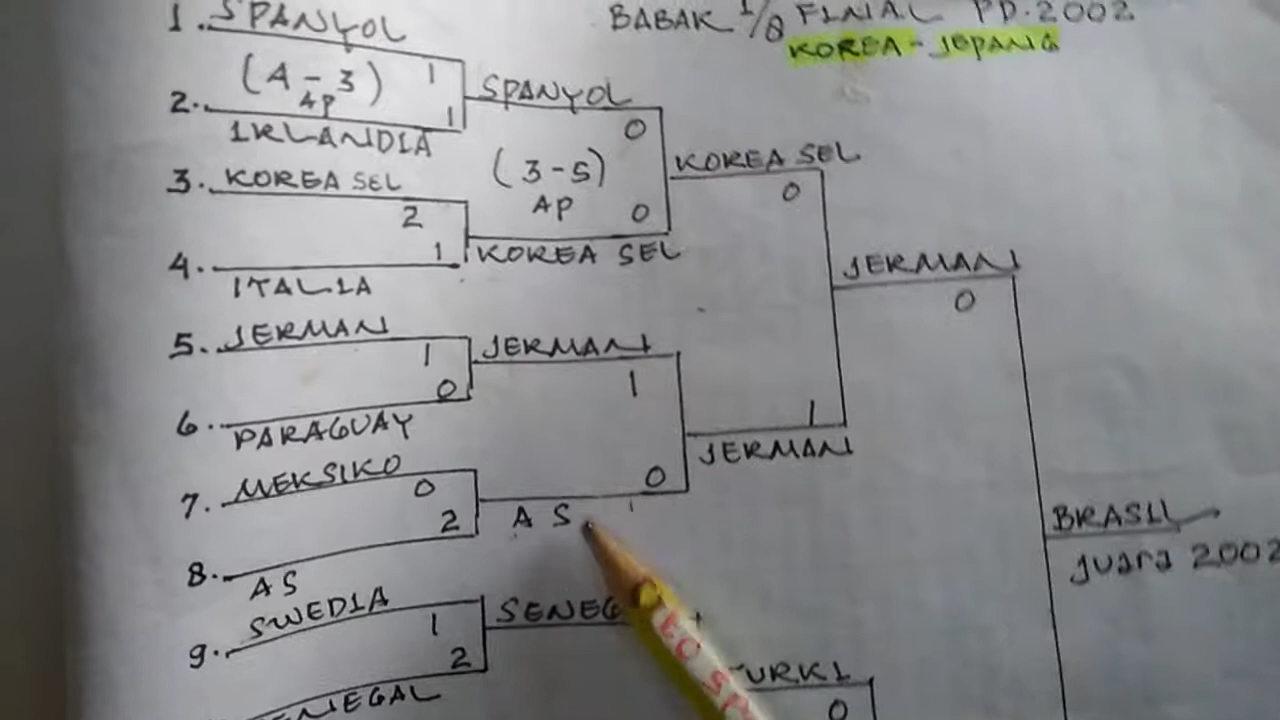 BABAK 1/8 FINAL PD.2002
KOREA - JEPANG
1. SPANYOL
1
(4-3)
AP
2.
1
IRLANDIA
SPANYOL
0
(3-5)
AP
0
KOREA SEL
3. KOREA SEL
2
4.
1
ITALIA
KOREA SEL
0
5. JERMAN
1
6.
0
PARAGUAY
JERMAN
1
7. MEKSIKO
0
8.
2
AS
0
AS
1
JERMAN
JERMAN
0
9. SWEDIA
1
2
SENEGAL
TURKI
0
BRASIL
juara 2002